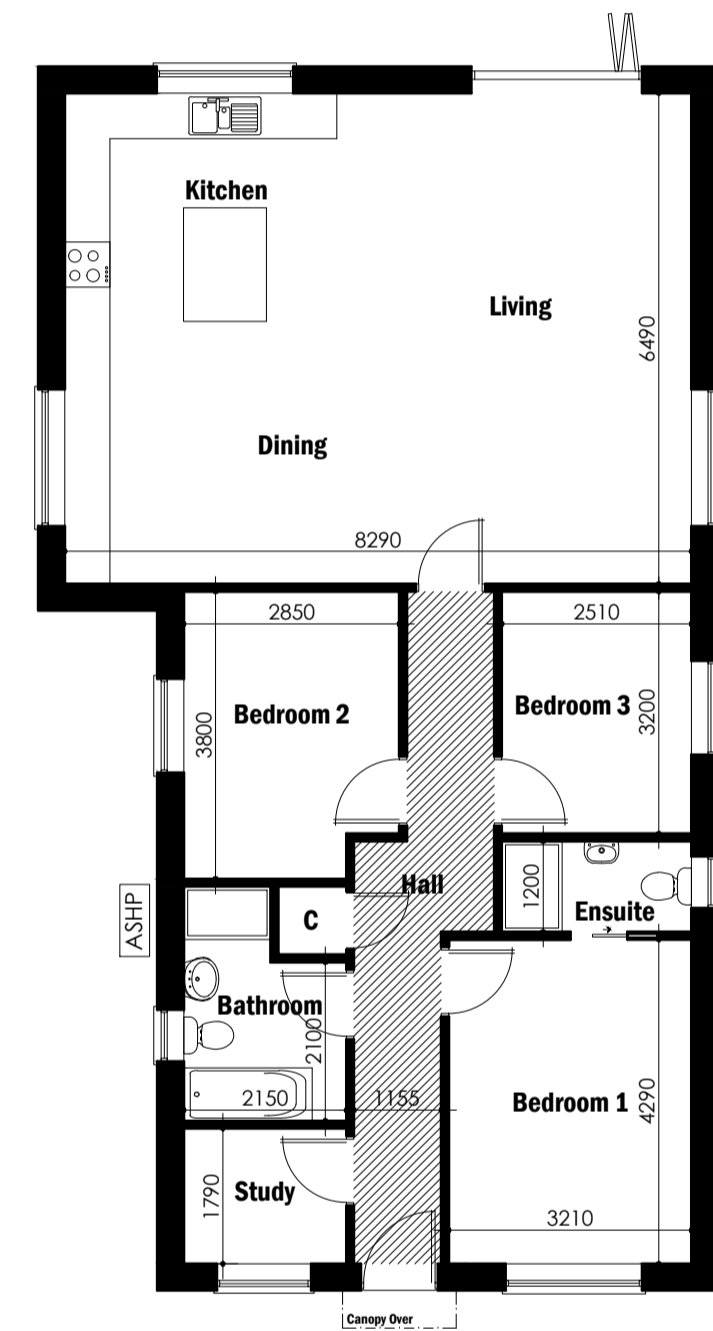 Kitchen
Living
6490
Dining
8290
2850
2510
Bedroom 2
Bedroom 3
3800
3200
Hall
ASHP
C
1200
Ensuite
Bathroom
2100
2150
1155
Bedroom 1
4290
1790
Study
3210
Canopy Over